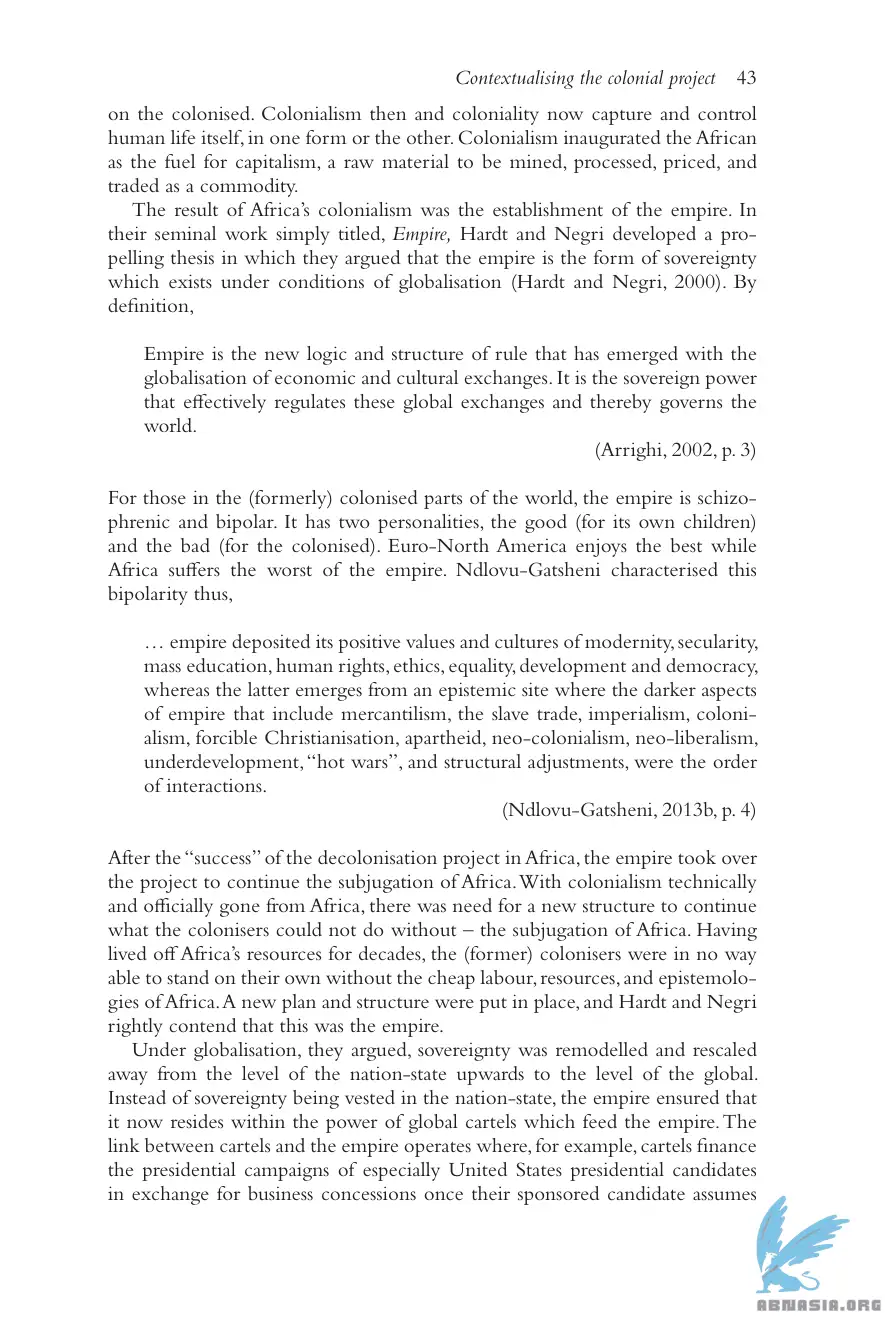 Contextualising the colonial project 43
on the colonised. Colonialism then and coloniality now capture and control
human life itself, in one form or the other. Colonialism inaugurated the African
as the fuel for capitalism, a raw material to be mined, processed, priced, and
traded as a commodity.
The result of Africa’s colonialism was the establishment of the empire. In
their seminal work simply titled, Empire, Hardt and Negri developed a pro-
pelling thesis in which they argued that the empire is the form of sovereignty
which exists under conditions of globalisation (Hardt and Negri, 2000). By
definition,
Empire is the new logic and structure of rule that has emerged with the
globalisation of economic and cultural exchanges. It is the sovereign power
that effectively regulates these global exchanges and thereby governs the
world.
(Arrighi, 2002, p. 3)
For those in the (formerly) colonised parts of the world, the empire is schizo-
phrenic and bipolar. It has two personalities, the good (for its own children)
and the bad (for the colonised). Euro-North America enjoys the best while
Africa suffers the worst of the empire. Ndlovu-Gatsheni characterised this
bipolarity thus,
… empire deposited its positive values and cultures of modernity, secularity,
mass education, human rights, ethics, equality, development and democracy,
whereas the latter emerges from an epistemic site where the darker aspects
of empire that include mercantilism, the slave trade, imperialism, coloni-
alism, forcible Christianisation, apartheid, neo-colonialism, neo-liberalism,
underdevelopment, “hot wars”, and structural adjustments, were the order
of interactions.
(Ndlovu-Gatsheni, 2013b, p. 4)
After the “success” of the decolonisation project in Africa, the empire took over
the project to continue the subjugation of Africa. With colonialism technically
and officially gone from Africa, there was need for a new structure to continue
what the colonisers could not do without – the subjugation of Africa. Having
lived off Africa’s resources for decades, the (former) colonisers were in no way
able to stand on their own without the cheap labour, resources, and epistemolo-
gies of Africa. A new plan and structure were put in place, and Hardt and Negri
rightly contend that this was the empire.
Under globalisation, they argued, sovereignty was remodelled and rescaled
away from the level of the nation-state upwards to the level of the global.
Instead of sovereignty being vested in the nation-state, the empire ensured that
it now resides within the power of global cartels which feed the empire. The
link between cartels and the empire operates where, for example, cartels finance
the presidential campaigns of especially United States presidential candidates
in exchange for business concessions once their sponsored candidate assumes
ABNASIA.ORG